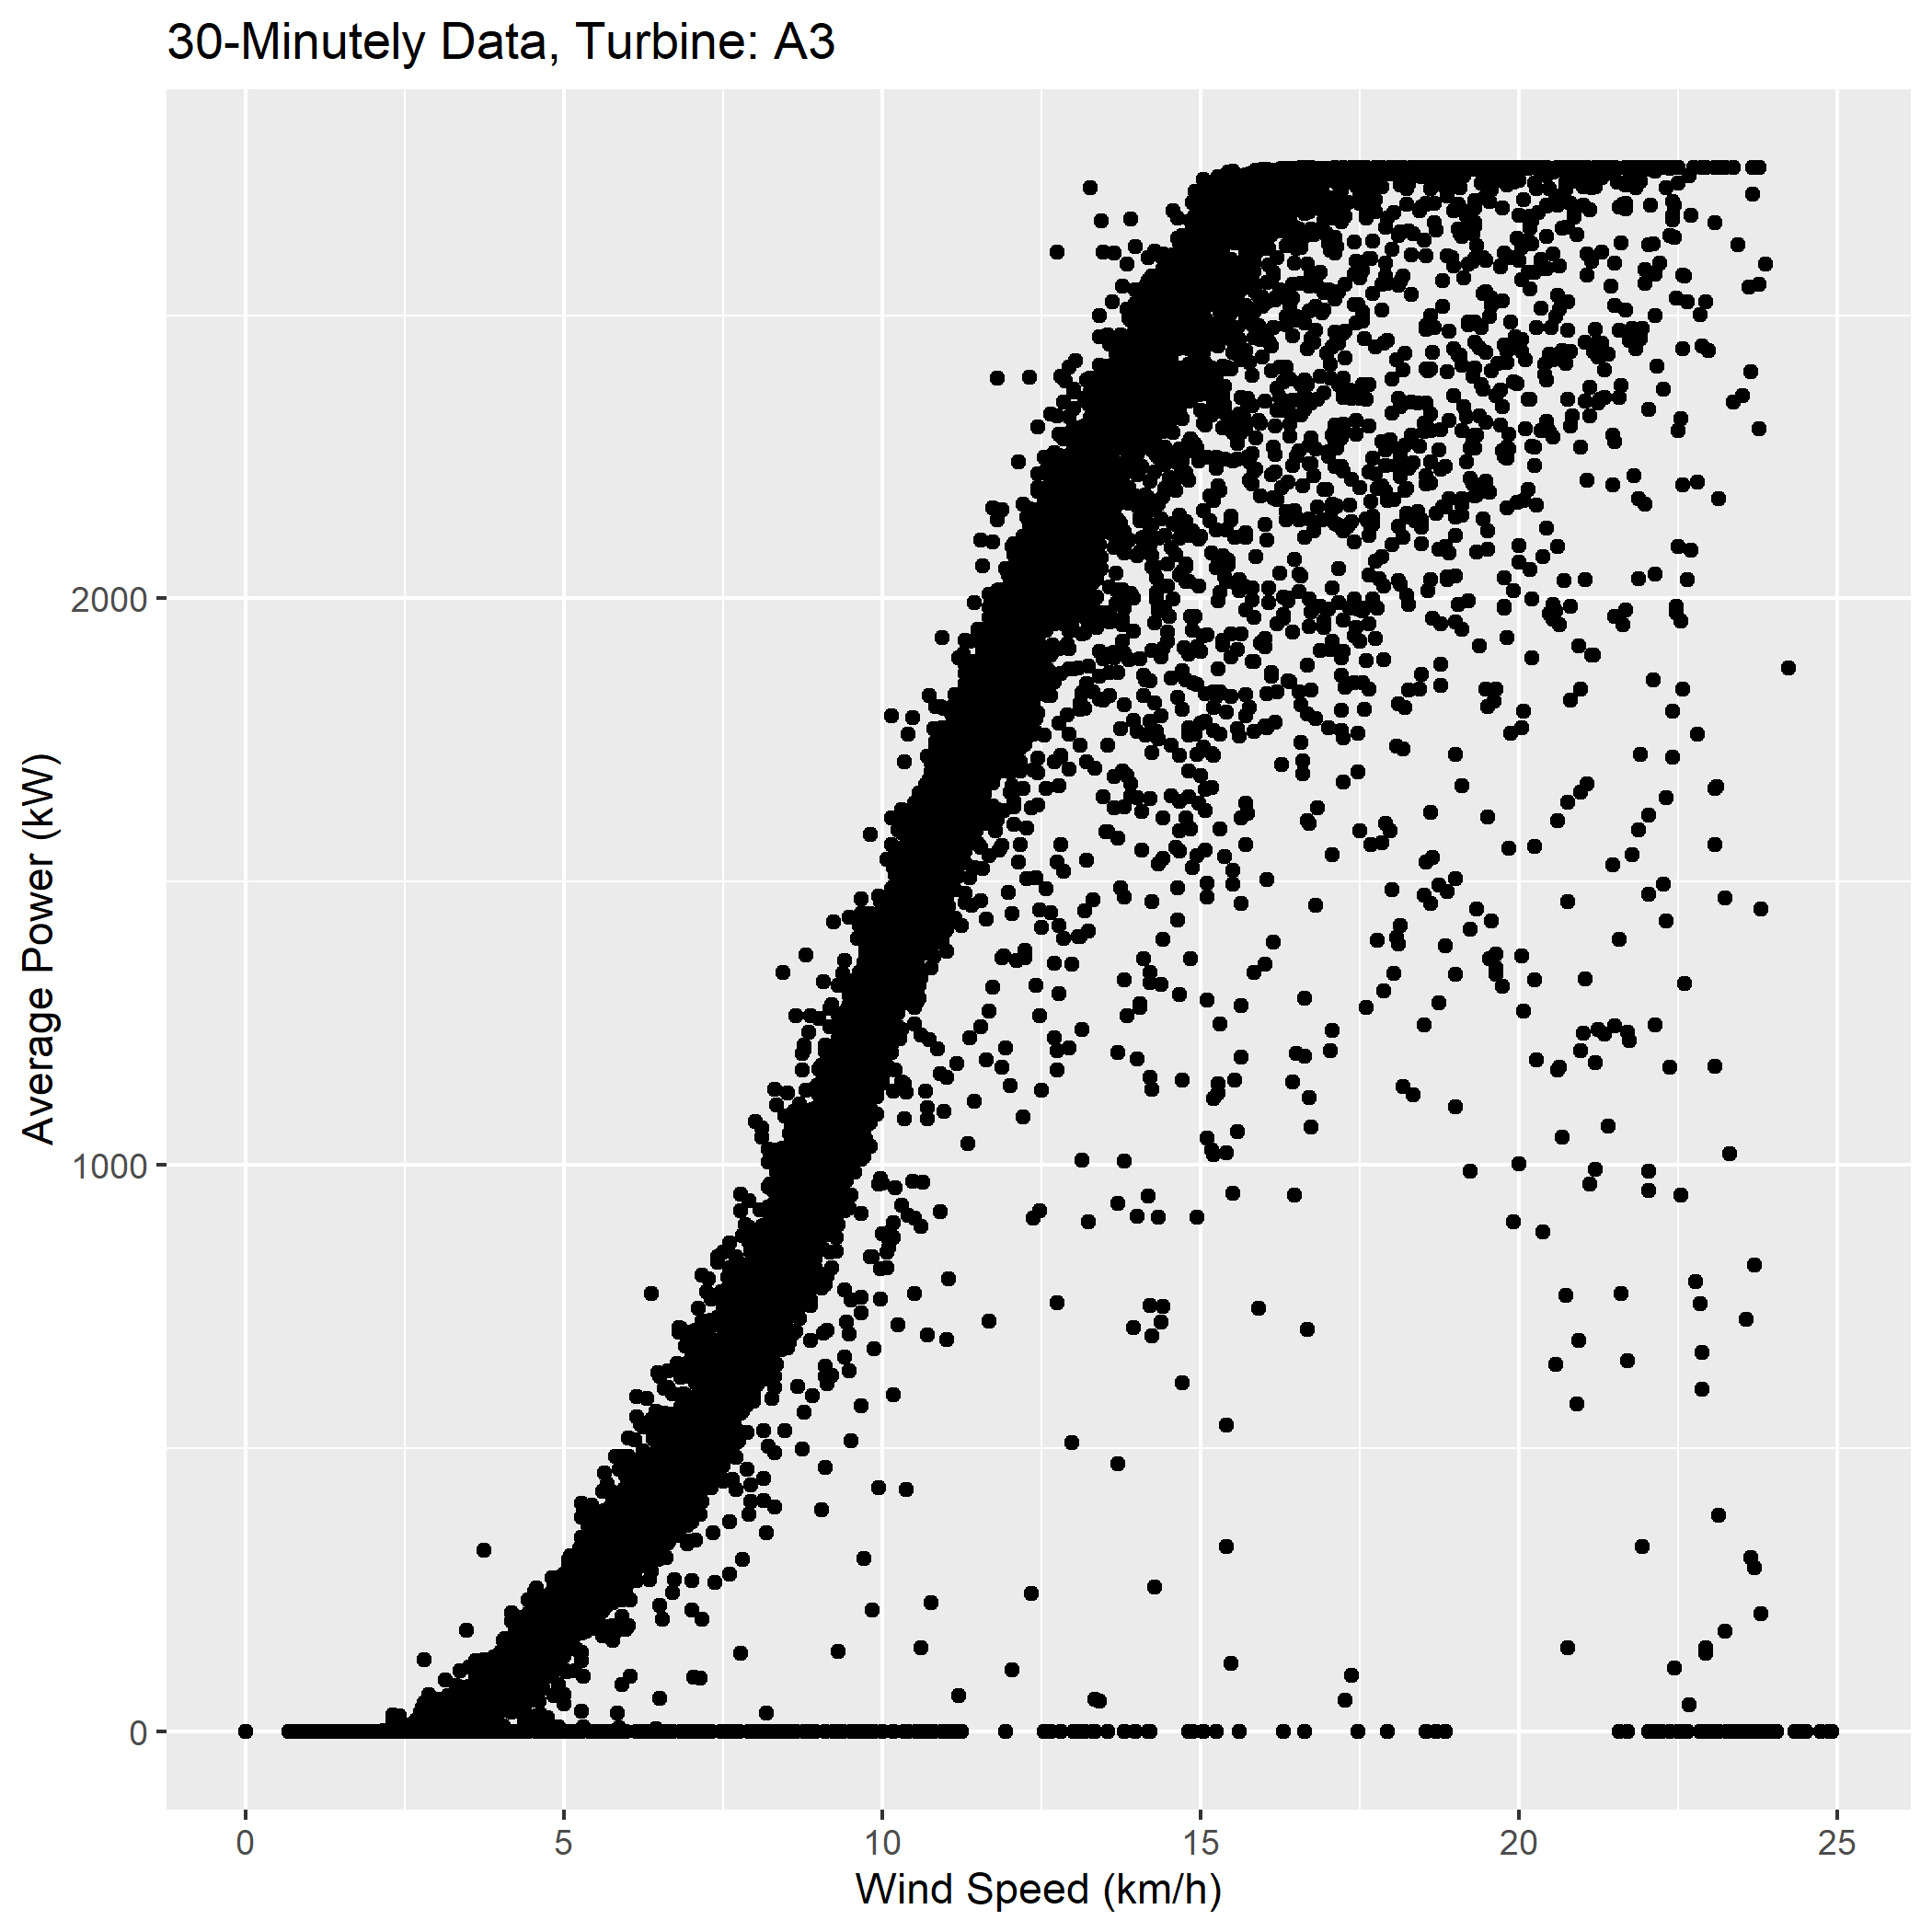 30-Minutely Data, Turbine: A3
Average Power (kW)
2000
1000
0
0 5 10 15 20 25
Wind Speed (km/h)